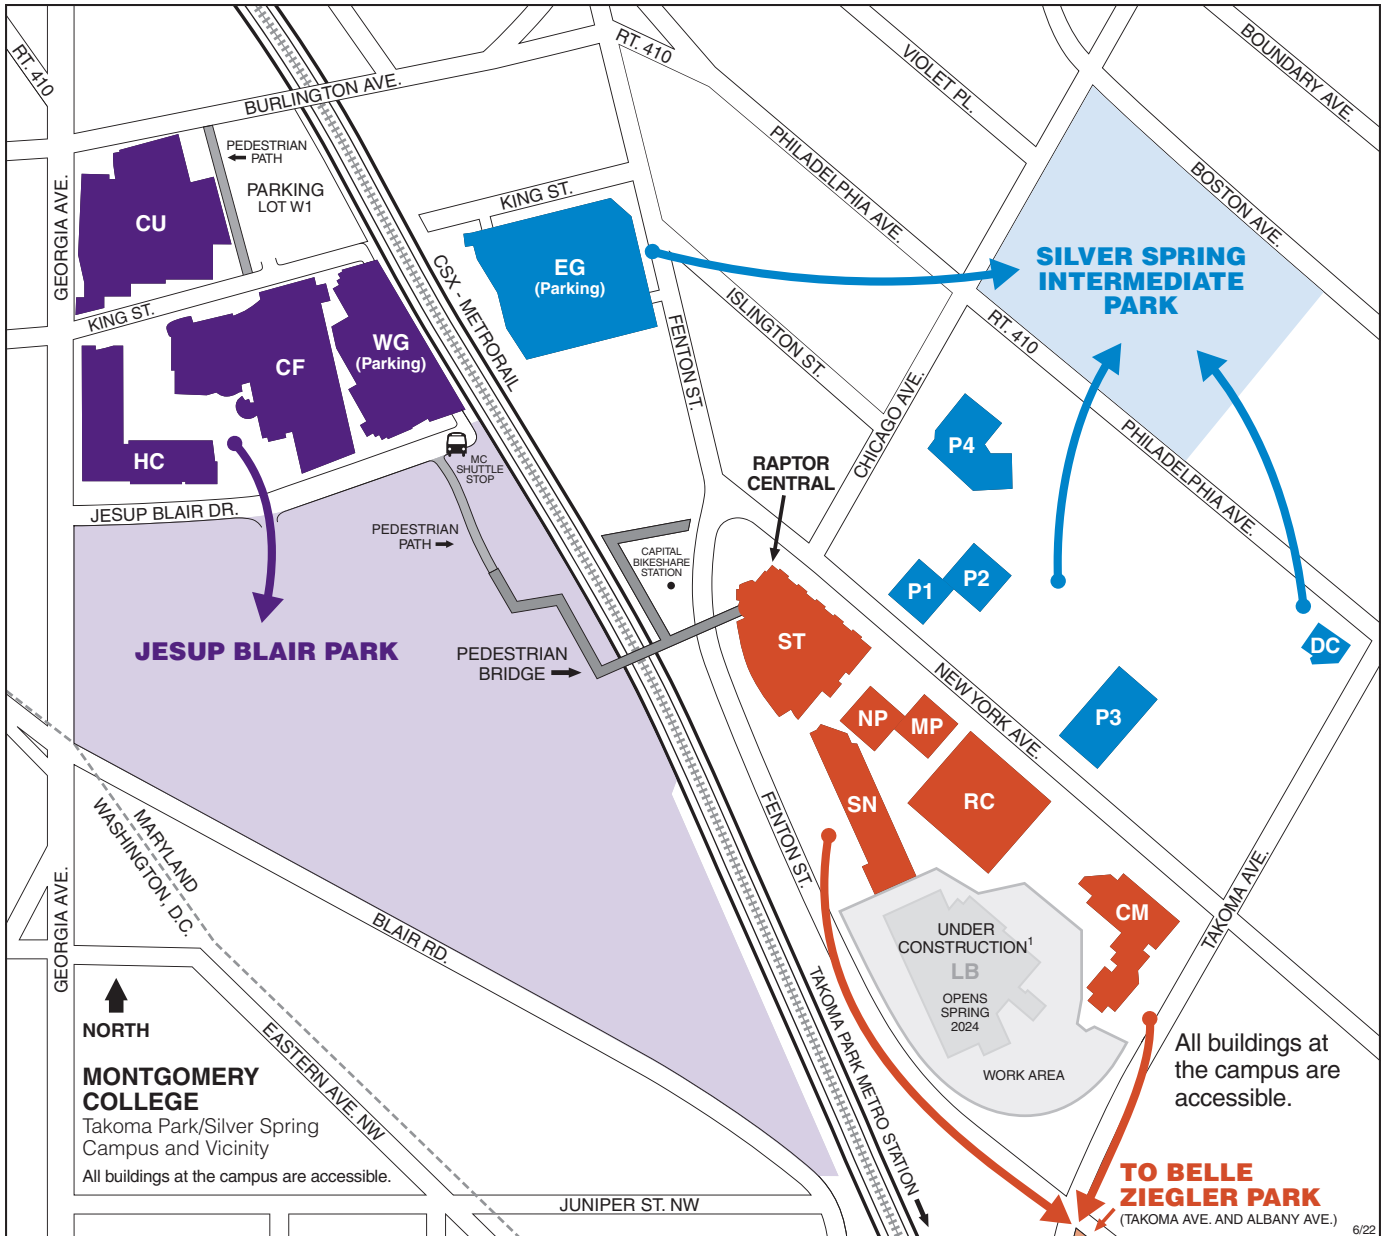 RT. 410
BURLINGTON AVE.
RT. 410
VIOLET PL.
BOUNDARY AVE.
GEORGIA AVE.
PEDESTRIAN
PATH
PARKING
LOT W1
CU
KING ST.
PHILADELPHIA AVE.
BOSTON AVE.
KING ST.
CSX - METRORAIL
EG
(Parking)
SILVER SPRING
INTERMEDIATE
PARK
CF
WG
(Parking)
FENTON ST.
ISLINGTON ST.
RT. 410
CHICAGO AVE.
PHILADELPHIA AVE.
HC
MC
SHUTTLE
STOP
P4
RAPTOR
CENTRAL
JESUP BLAIR DR.
PEDESTRIAN
PATH
CAPITAL
BIKESHARE
STATION
P1
P2
JESUP BLAIR PARK
PEDESTRIAN
BRIDGE
ST
DC
NEW YORK AVE.
NP
MP
P3
SN
RC
FENTON ST.
MARYLAND
WASHINGTON, D.C.
GEORGIA AVE.
BLAIR RD.
CM
TAKOMA AVE.
UNDER
CONSTRUCTION1
LB
OPENS
SPRING
2024
WORK AREA
TAKOMA PARK METRO STATION
NORTH
EASTERN AVE. NW
MONTGOMERY
COLLEGE
Takoma Park/Silver Spring
Campus and Vicinity
All buildings at the campus are accessible.
All buildings at
the campus are
accessible.
JUNIPER ST. NW
TO BELLE
ZIEGLER PARK
(TAKOMA AVE. AND ALBANY AVE.)
6/22